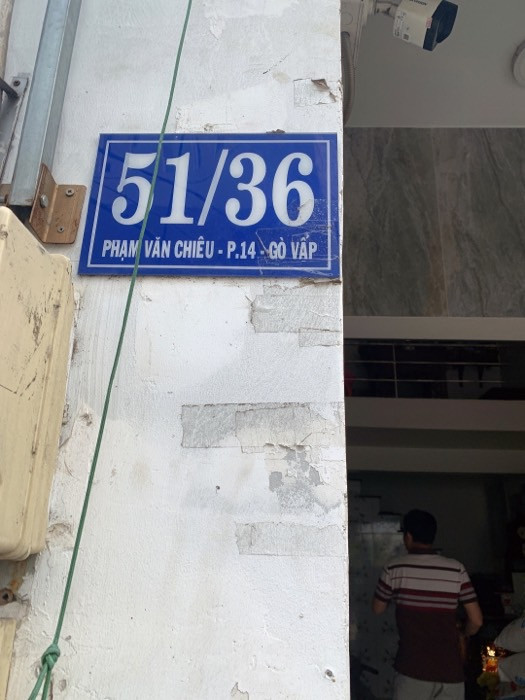 51/36
PHẠM VĂN CHIÊU - P.14 - GÒ VẤP